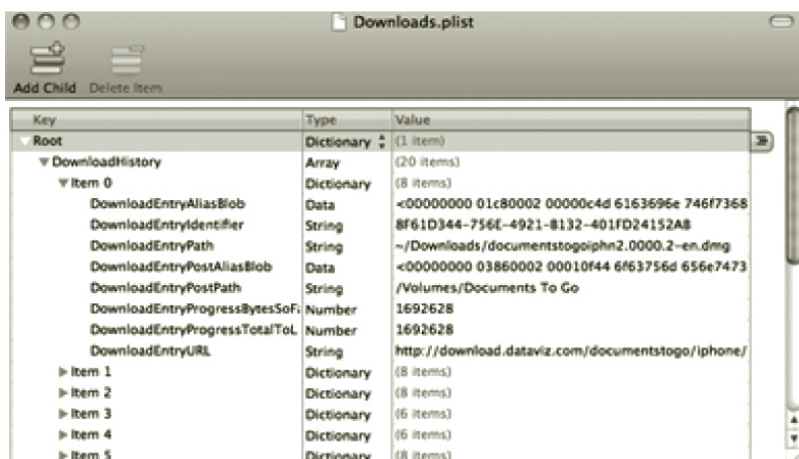 Downloads.plist
Add Child Delete Item
Key Type Value
Root Dictionary (1 item)
DownloadHistory Array (20 items)
Item 0 Dictionary (8 items)
DownloadEntryAliasBlob Data <00000000 01c80002 00000c4d 6163696e 746f7368
DownloadEntryIdentifier String 8F61D344-756E-4921-8132-401FD24152A8
DownloadEntryPath String ~/Downloads/documentstogoiphn2.0000.2-en.dmg
DownloadEntryPostAliasBlob Data <00000000 03860002 00010f44 6f63756d 656e7473
DownloadEntryPostPath String /Volumes/Documents To Go
DownloadEntryProgressBytesSoFa Number 1692628
DownloadEntryProgressTotalToL Number 1692628
DownloadEntryURL String http://download.dataviz.com/documentstogo/iphone/
Item 1 Dictionary (8 items)
Item 2 Dictionary (8 items)
Item 3 Dictionary (6 items)
Item 4 Dictionary (6 items)
Item 5 Dictionary (8 items)